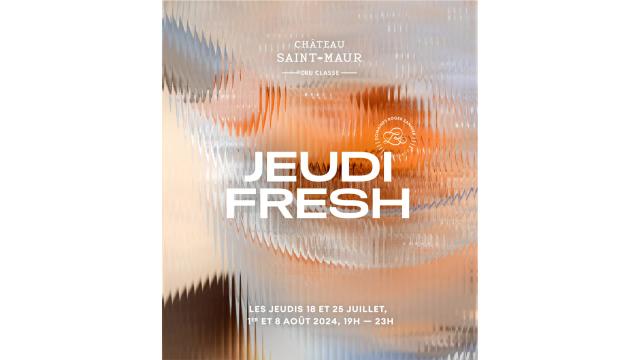 CHÂTEAU
SAINT-MAUR
CRU CLASSÉ
JEUDI
FRESH
LES JEUDIS 18 ET 25 JUILLET,
1ER ET 8 AOÛT 2024, 19H — 23H